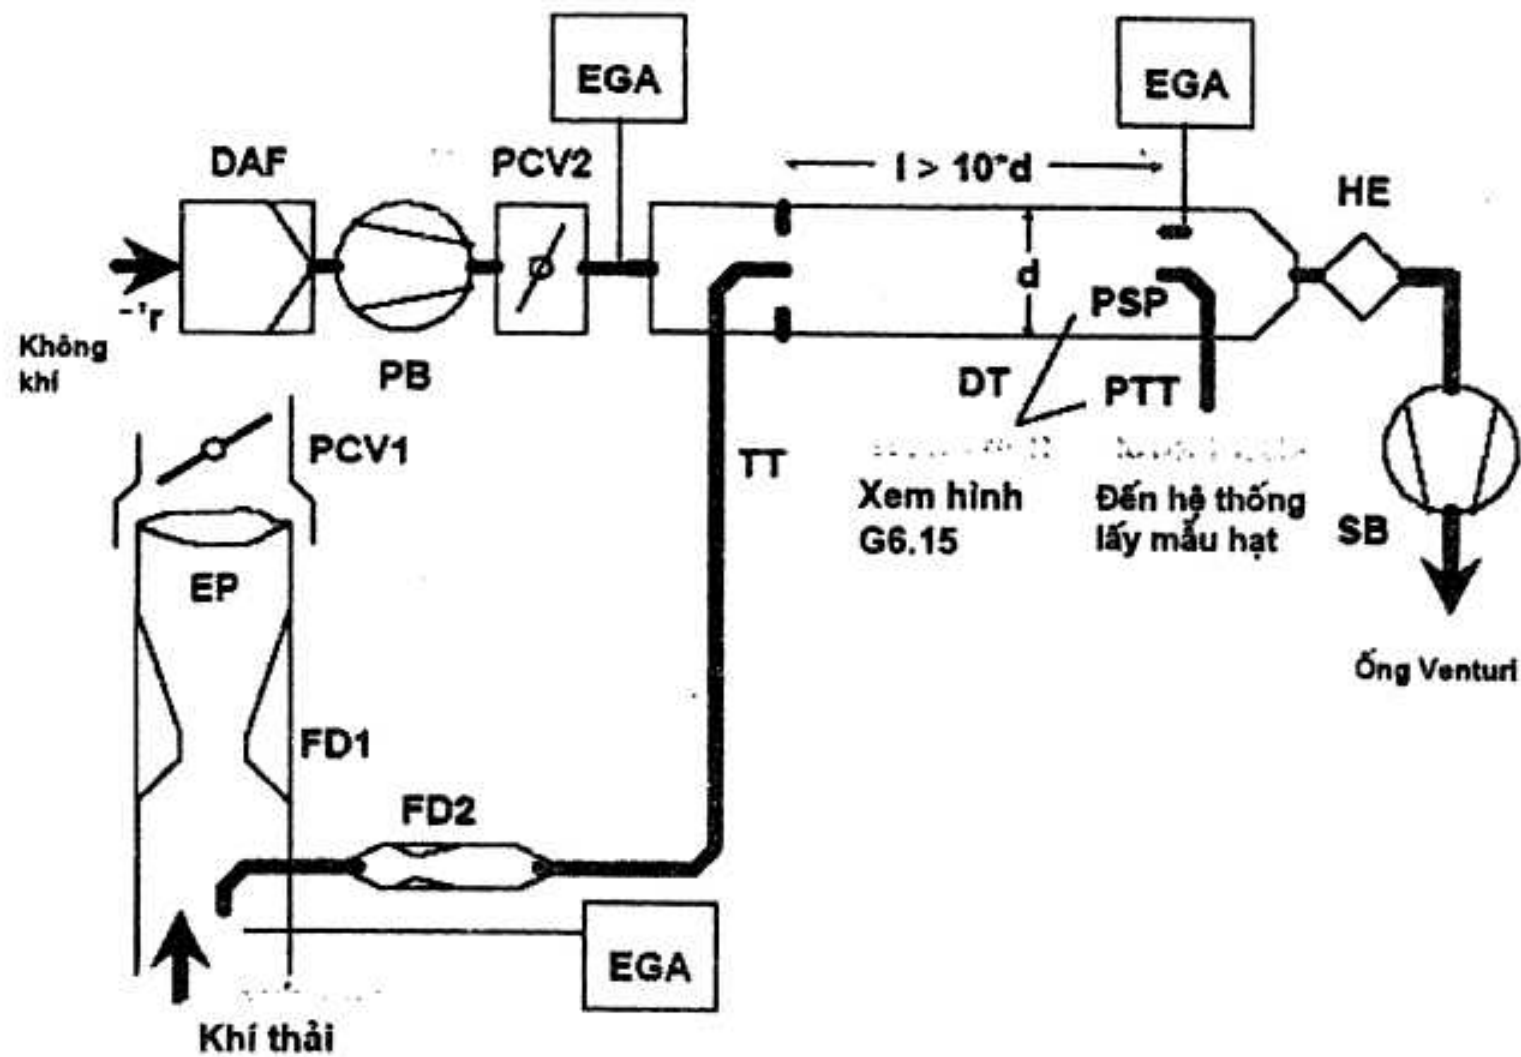 EGA
EGA
DAF
PCV2
l > 10*d
HE
d
Không
khí
PB
PSP
DT
PTT
PCV1
TT
Xem hình
G6.15
Đến hệ thống
lấy mẫu hạt
SB
EP
Ống Venturi
FD1
FD2
EGA
Khí thải